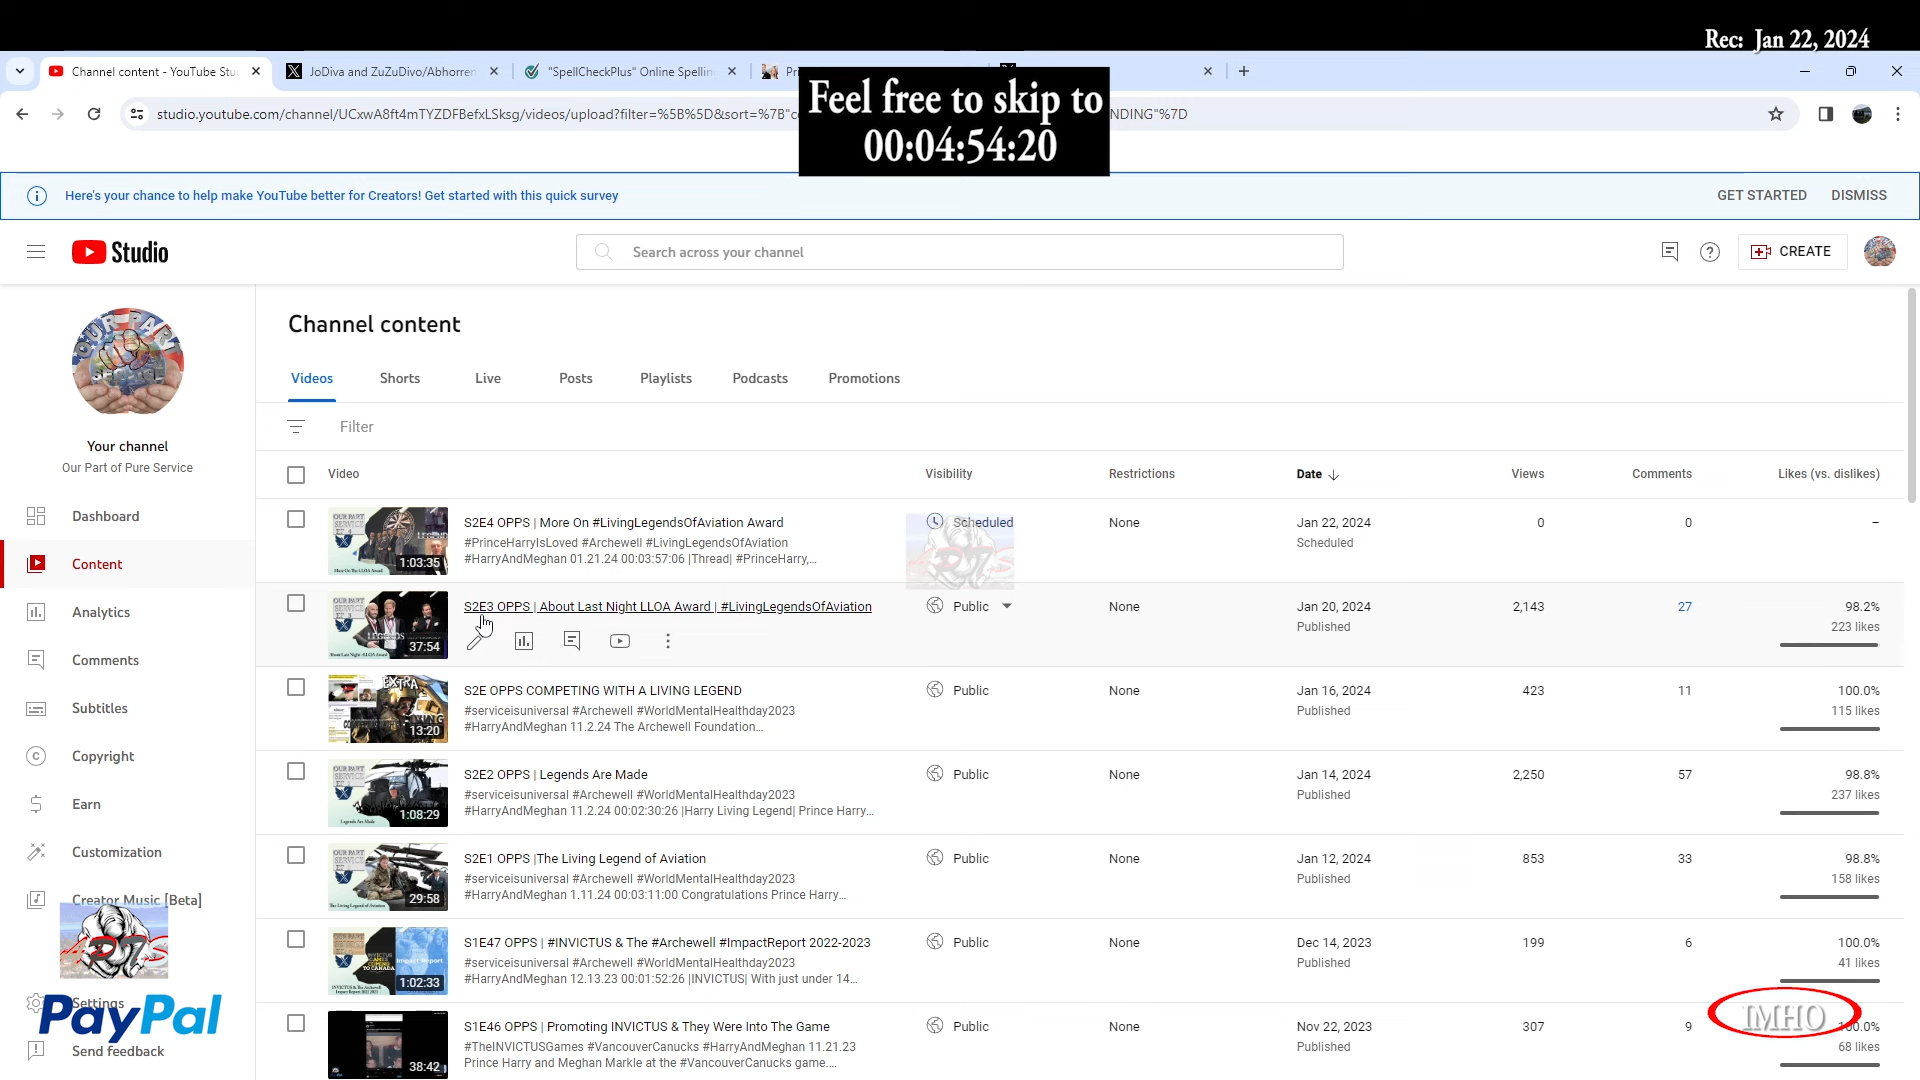 Rec: Jan 22, 2024
Channel content - YouTube Stu
JoDiva and ZuZuDivo/Abhorren
"SpellCheckPlus" Online Spellin
Feel free to skip to
00:04:54:20
studio.youtube.com/channel/UCxwA8ft4mTYZDFBefxLSksg/videos/upload?filter=%5B%5D&sort=%7B"c
NDING"%7D
Here's your chance to help make YouTube better for Creators! Get started with this quick survey
GET STARTED
DISMISS
Studio
Search across your channel
CREATE
Channel content
Videos Shorts Live Posts Playlists Podcasts Promotions
Filter
Your channel
Our Part of Pure Service
Dashboard
Content
Analytics
Comments
Subtitles
Copyright
Earn
Customization
Creator Music [Beta]
Settings
PayPal
Send feedback
Video Visibility Restrictions Date Views Comments Likes (vs. dislikes)
S2E4 OPPS | More On #LivingLegendsOfAviation Award Scheduled None Jan 22, 2024 0 0 –
#PrinceHarryIsLoved #Archewell #LivingLegendsOfAviation Scheduled
#HarryAndMeghan 01.21.24 00:03:57:06 |Thread| #PrinceHarry,...
1:03:35
S2E3 OPPS | About Last Night LLOA Award | #LivingLegendsOfAviation Public None Jan 20, 2024 2,143 27 98.2%
Published 223 likes
37:54
S2E OPPS COMPETING WITH A LIVING LEGEND Public None Jan 16, 2024 423 11 100.0%
#serviceisuniversal #Archewell #WorldMentalHealthday2023 Published 115 likes
#HarryAndMeghan 11.2.24 The Archewell Foundation...
EXTRA
13:20
S2E2 OPPS | Legends Are Made Public None Jan 14, 2024 2,250 57 98.8%
#serviceisuniversal #Archewell #WorldMentalHealthday2023 Published 237 likes
#HarryAndMeghan 11.2.24 00:02:30:26 |Harry Living Legend| Prince Harry...
1:08:29
S2E1 OPPS |The Living Legend of Aviation Public None Jan 12, 2024 853 33 98.8%
#serviceisuniversal #Archewell #WorldMentalHealthday2023 Published 158 likes
#HarryAndMeghan 1.11.24 00:03:11:00 Congratulations Prince Harry...
29:58
S1E47 OPPS | #INVICTUS & The #Archewell #ImpactReport 2022-2023 Public None Dec 14, 2023 199 6 100.0%
#serviceisuniversal #Archewell #WorldMentalHealthday2023 Published 41 likes
#HarryAndMeghan 12.13.23 00:01:52:26 |INVICTUS| With just under 14...
1:02:33
S1E46 OPPS | Promoting INVICTUS & They Were Into The Game Public None Nov 22, 2023 307 9
#TheINVICTUSGames #VancouverCanucks #HarryAndMeghan 11.21.23 Published 68 likes
Prince Harry and Meghan Markle at the #VancouverCanucks game....
38:42
IMHO